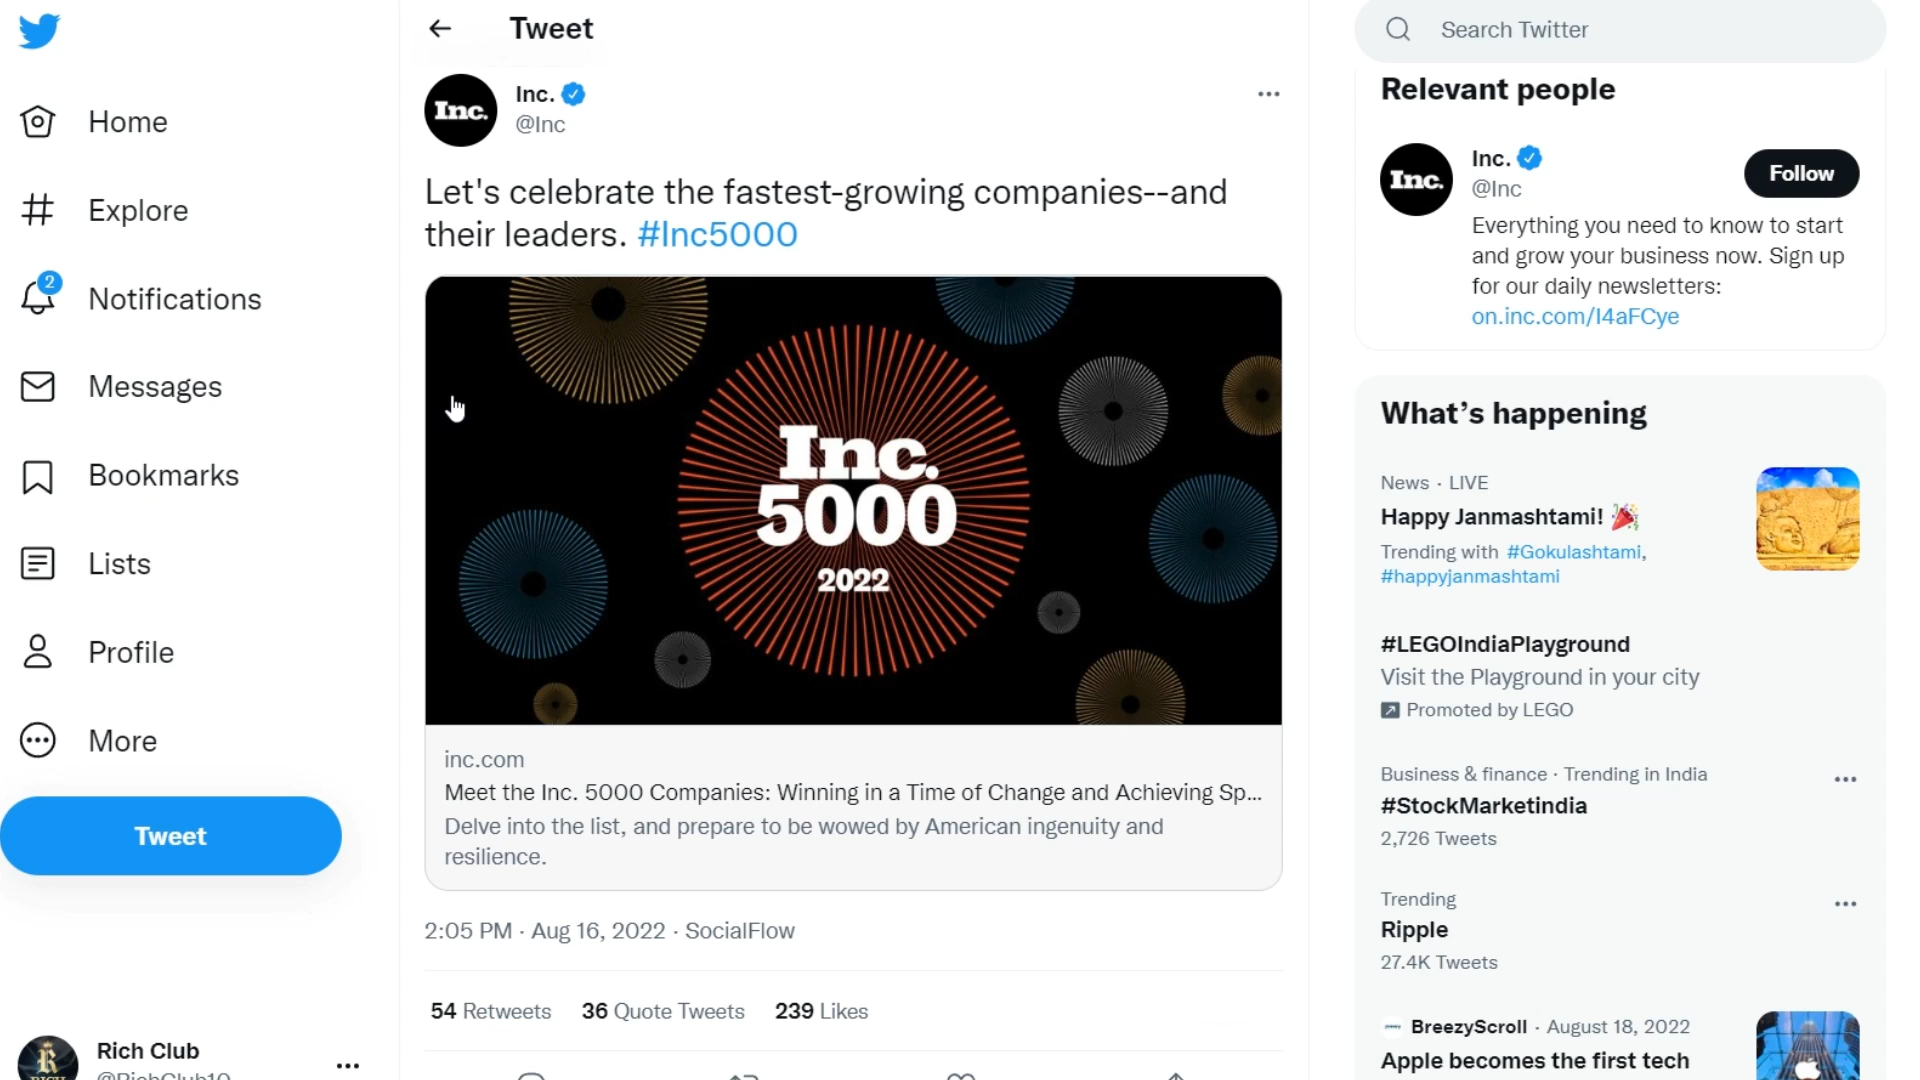 Home
Explore
2
Notifications
Messages
Bookmarks
Lists
Profile
More
Tweet
Rich Club
@RichClub10
Tweet
Inc.
Inc.
@Inc
Let's celebrate the fastest-growing companies--and
their leaders. #Inc5000
Inc.
5000
2022
inc.com
Meet the Inc. 5000 Companies: Winning in a Time of Change and Achieving Sp...
Delve into the list, and prepare to be wowed by American ingenuity and
resilience.
2:05 PM · Aug 16, 2022 · SocialFlow
54 Retweets 36 Quote Tweets 239 Likes
Search Twitter
Relevant people
Inc.
Inc.
@Inc
Follow
Everything you need to know to start
and grow your business now. Sign up
for our daily newsletters:
on.inc.com/I4aFCye
What's happening
News · LIVE
Happy Janmashtami!
Trending with #Gokulashtami,
#happyjanmashtami
#LEGOIndiaPlayground
Visit the Playground in your city
Promoted by LEGO
Business & finance · Trending in India
#StockMarketindia
2,726 Tweets
Trending
Ripple
27.4K Tweets
BreezyScroll · August 18, 2022
Apple becomes the first tech